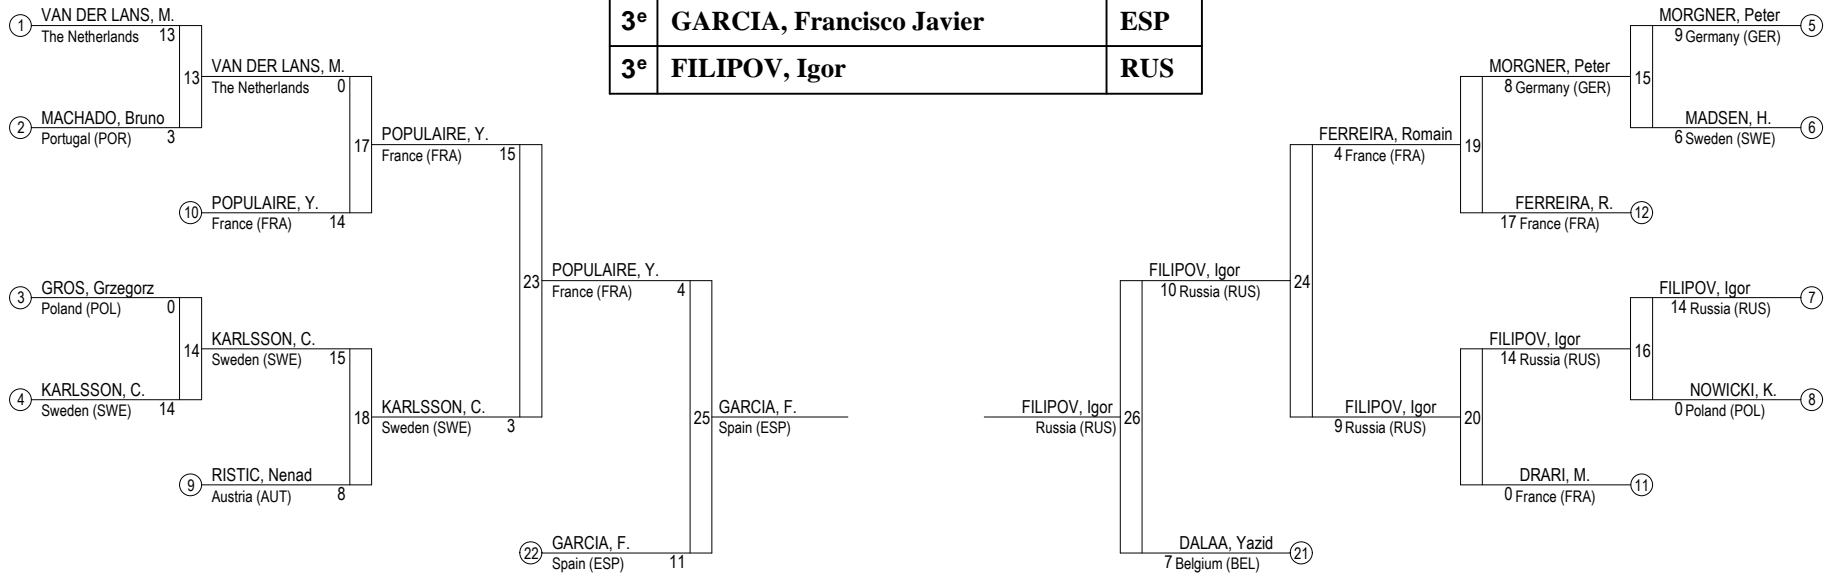 3e GARCIA, Francisco Javier ESP
3e FILIPOV, Igor RUS
1 VAN DER LANS, M.
The Netherlands 13
13
2 MACHADO, Bruno
Portugal (POR) 3
VAN DER LANS, M.
The Netherlands 0
17
10 POPULAIRE, Y.
France (FRA) 14
POPULAIRE, Y.
France (FRA) 15
3 GROS, Grzegorz
Poland (POL) 0
14
4 KARLSSON, C.
Sweden (SWE) 14
KARLSSON, C.
Sweden (SWE) 15
18
9 RISTIC, Nenad
Austria (AUT) 8
KARLSSON, C.
Sweden (SWE) 3
23
POPULAIRE, Y.
France (FRA) 4
25
22 GARCIA, F.
Spain (ESP) 11
GARCIA, F.
Spain (ESP)
MORGNER, Peter 5
9 Germany (GER)
15
MADSEN, H. 6
6 Sweden (SWE)
MORGNER, Peter
8 Germany (GER)
19
FERREIRA, R. 12
17 France (FRA)
FERREIRA, Romain
4 France (FRA)
FILIPOV, Igor 7
14 Russia (RUS)
16
NOWICKI, K. 8
0 Poland (POL)
FILIPOV, Igor
14 Russia (RUS)
20
DRARI, M. 11
0 France (FRA)
FILIPOV, Igor
9 Russia (RUS)
24
FILIPOV, Igor
10 Russia (RUS)
26
DALAA, Yazid 21
7 Belgium (BEL)
FILIPOV, Igor
Russia (RUS)